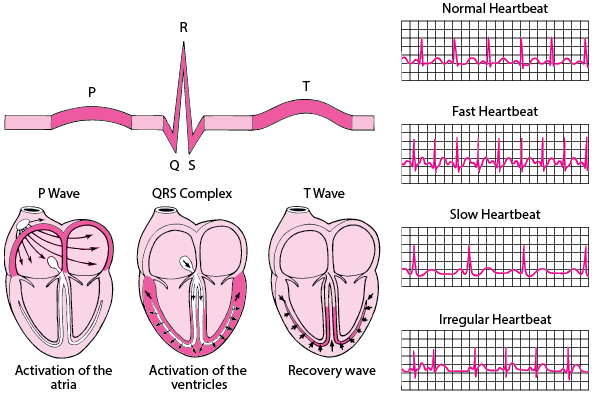 R
P
T
Q
S
P Wave
QRS Complex
T Wave
Activation of the
atria
Activation of the
ventricles
Recovery wave
Normal Heartbeat
Fast Heartbeat
Slow Heartbeat
Irregular Heartbeat